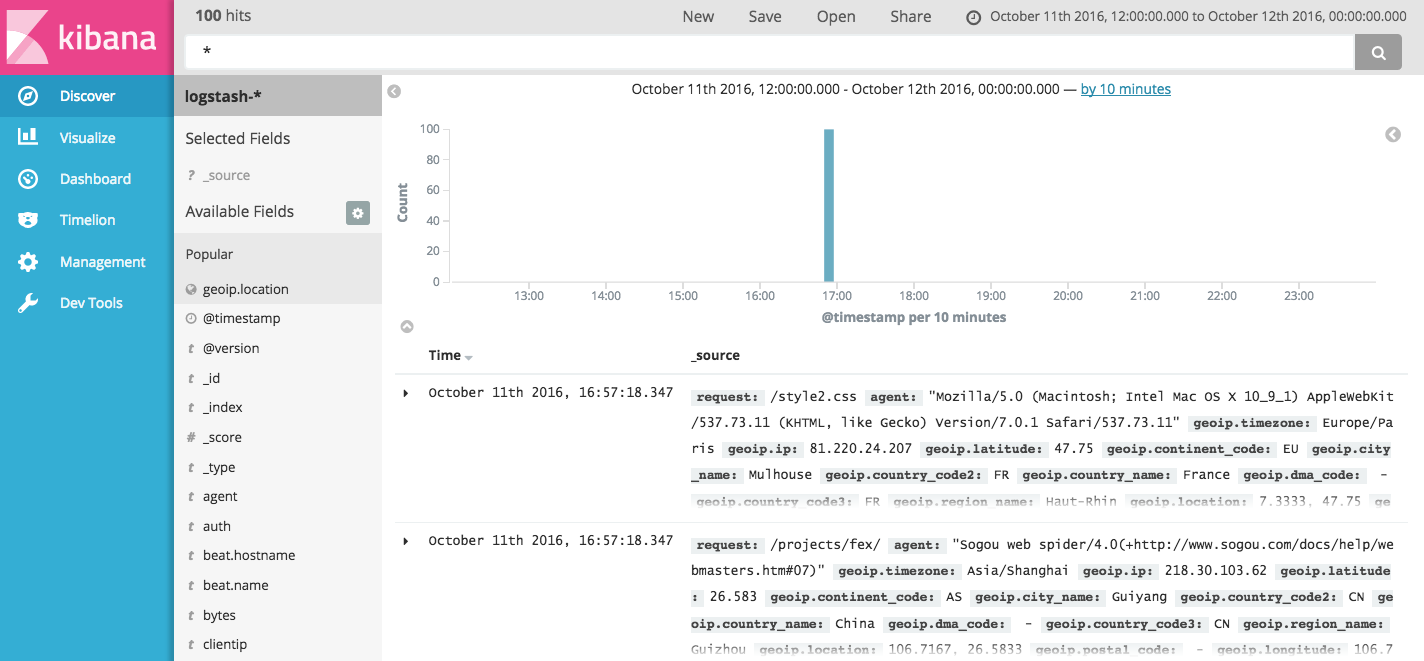 kibana
Discover
Visualize
Dashboard
Timelion
Management
Dev Tools
100 hits
New Save Open Share October 11th 2016, 12:00:00.000 to October 12th 2016, 00:00:00.000
*
logstash-*
Selected Fields
? _source
Available Fields
Popular
geoip.location
@timestamp
t @version
t _id
t _index
# _score
t _type
t agent
t auth
t beat.hostname
t beat.name
t bytes
t clientip
October 11th 2016, 12:00:00.000 - October 12th 2016, 00:00:00.000 — by 10 minutes
Count
100
80
60
40
20
0
13:00 14:00 15:00 16:00 17:00 18:00 19:00 20:00 21:00 22:00 23:00
@timestamp per 10 minutes
Time _source
October 11th 2016, 16:57:18.347
request: /style2.css agent: "Mozilla/5.0 (Macintosh; Intel Mac OS X 10_9_1) AppleWebKit
/537.73.11 (KHTML, like Gecko) Version/7.0.1 Safari/537.73.11" geoip.timezone: Europe/Pa
ris geoip.ip: 81.220.24.207 geoip.latitude: 47.75 geoip.continent_code: EU geoip.city
_name: Mulhouse geoip.country_code2: FR geoip.country_name: France geoip.dma_code: -
geoip.country_code3: FR geoip.region_name: Haut-Rhin geoip.location: 7.3333, 47.75 ge
October 11th 2016, 16:57:18.347
request: /projects/fex/ agent: "Sogou web spider/4.0(+http://www.sogou.com/docs/help/we
bmasters.htm#07)" geoip.timezone: Asia/Shanghai geoip.ip: 218.30.103.62 geoip.latitude
: 26.583 geoip.continent_code: AS geoip.city_name: Guiyang geoip.country_code2: CN ge
oip.country_name: China geoip.dma_code: - geoip.country_code3: CN geoip.region_name:
Guizhou geoip.location: 106.7167, 26.5833 geoip.postal_code: - geoip.longitude: 106.7